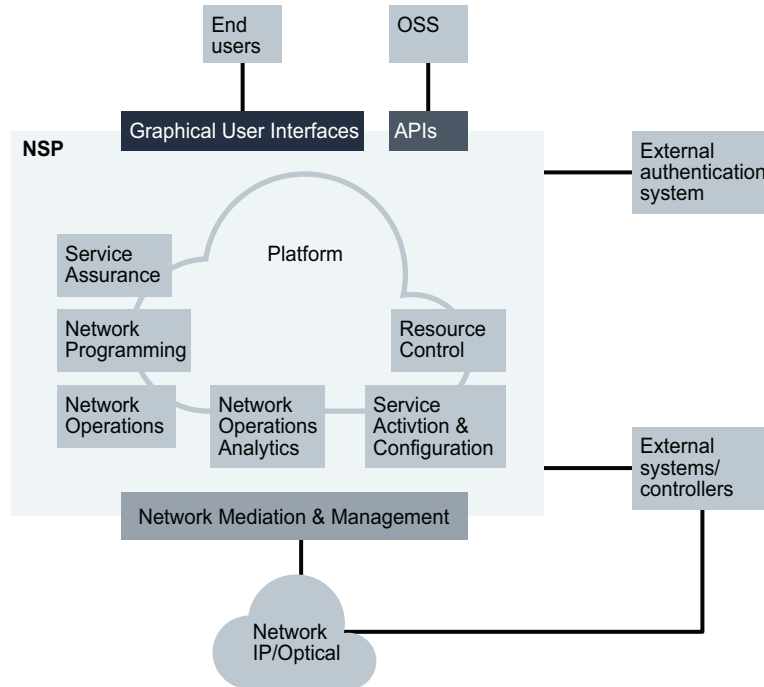 End
users
OSS
Graphical User Interfaces
APIs
NSP
External
authentication
system
Platform
Service
Assurance
Network
Programming
Resource
Control
Network
Operations
Network
Operations
Analytics
Service
Activtion &
Configuration
External
systems/
controllers
Network Mediation & Management
Network
IP/Optical